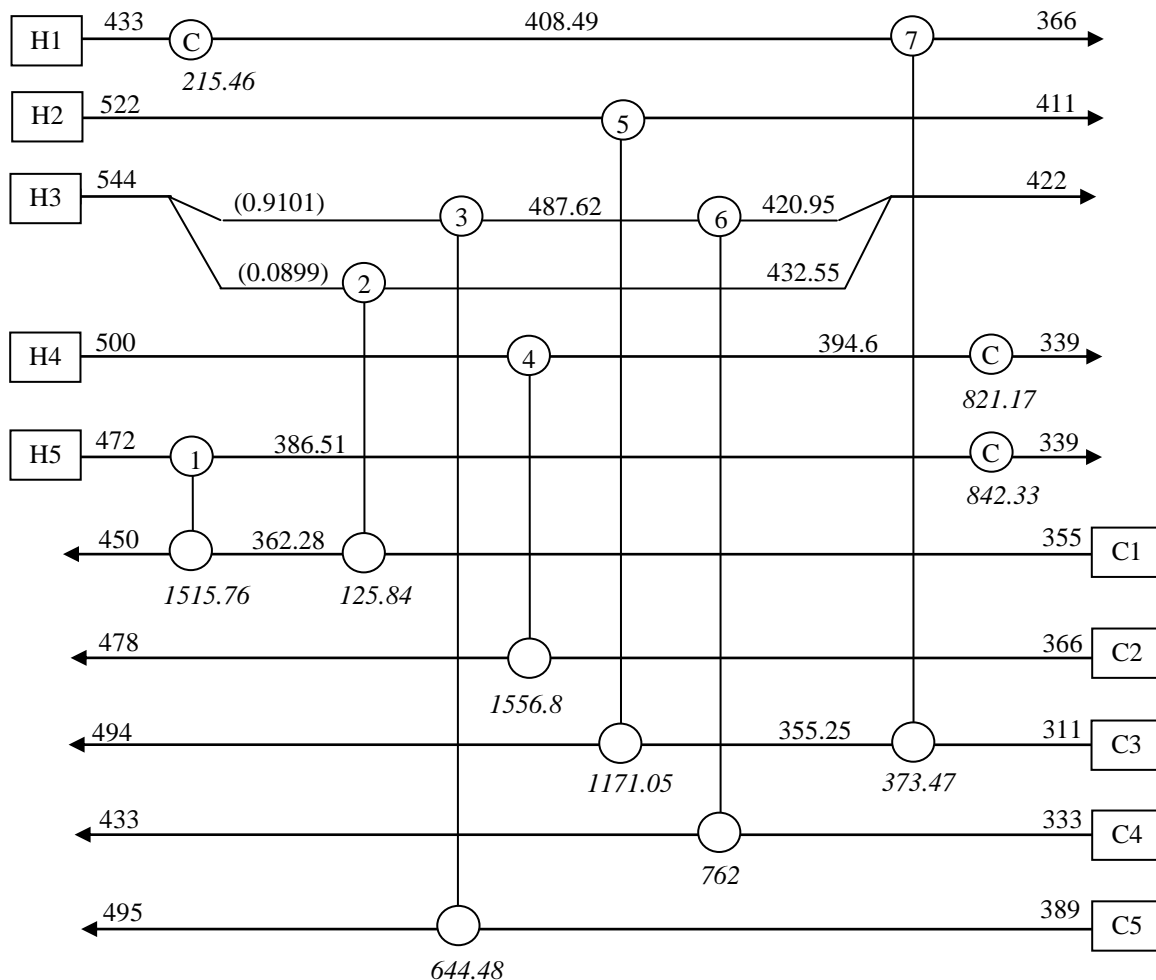 H1 433 C 408.49 7 366
215.46
H2 522 5 411
H3 544 (0.9101) 3 487.62 6 420.95 422
(0.0899) 2 432.55
H4 500 4 394.6 C 339
821.17
H5 472 1 386.51 C 339
842.33
450 362.28 355 C1
1515.76 125.84
478 366 C2
1556.8
494 355.25 311 C3
1171.05 373.47
433 333 C4
762
495 389 C5
644.48